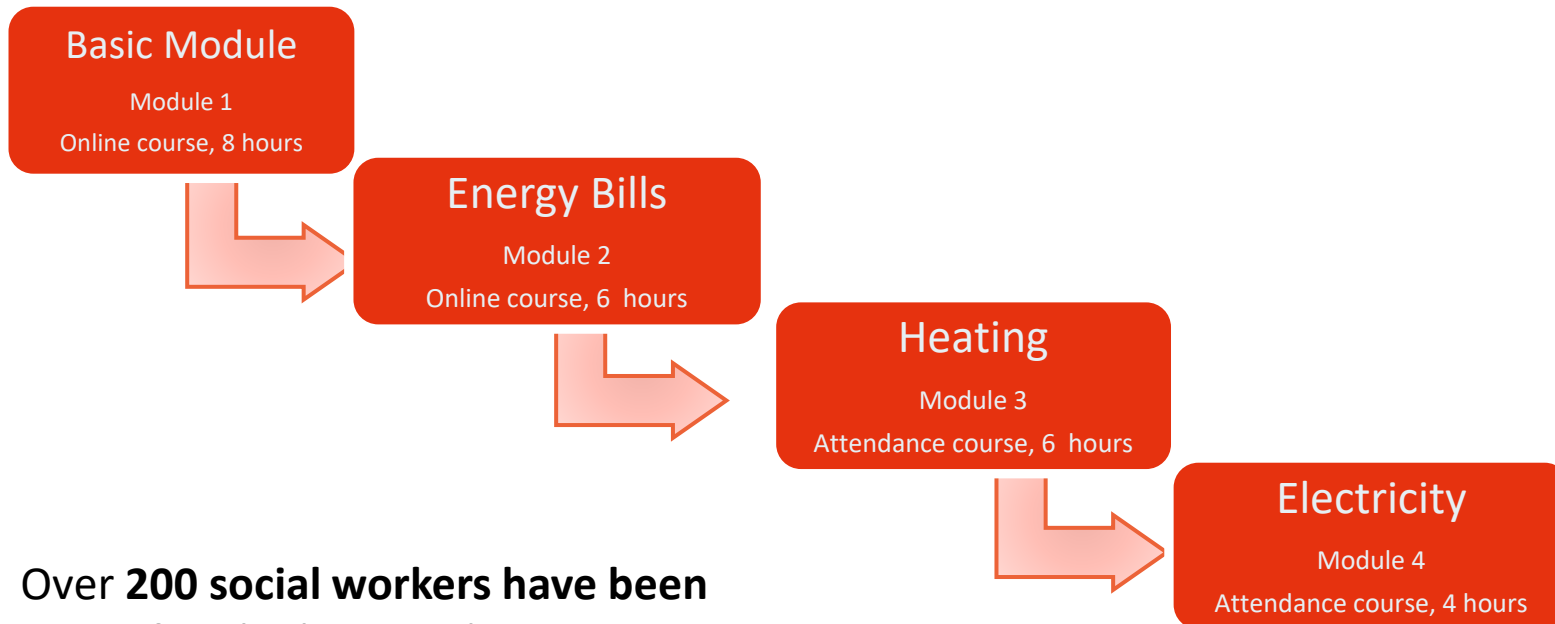 Basic Module
Module 1
Online course, 8 hours
Energy Bills
Module 2
Online course, 6  hours
Heating
Module 3
Attendance course, 6  hours
Electricity
Module 4
Attendance course, 4 hours
Over 200 social workers have been